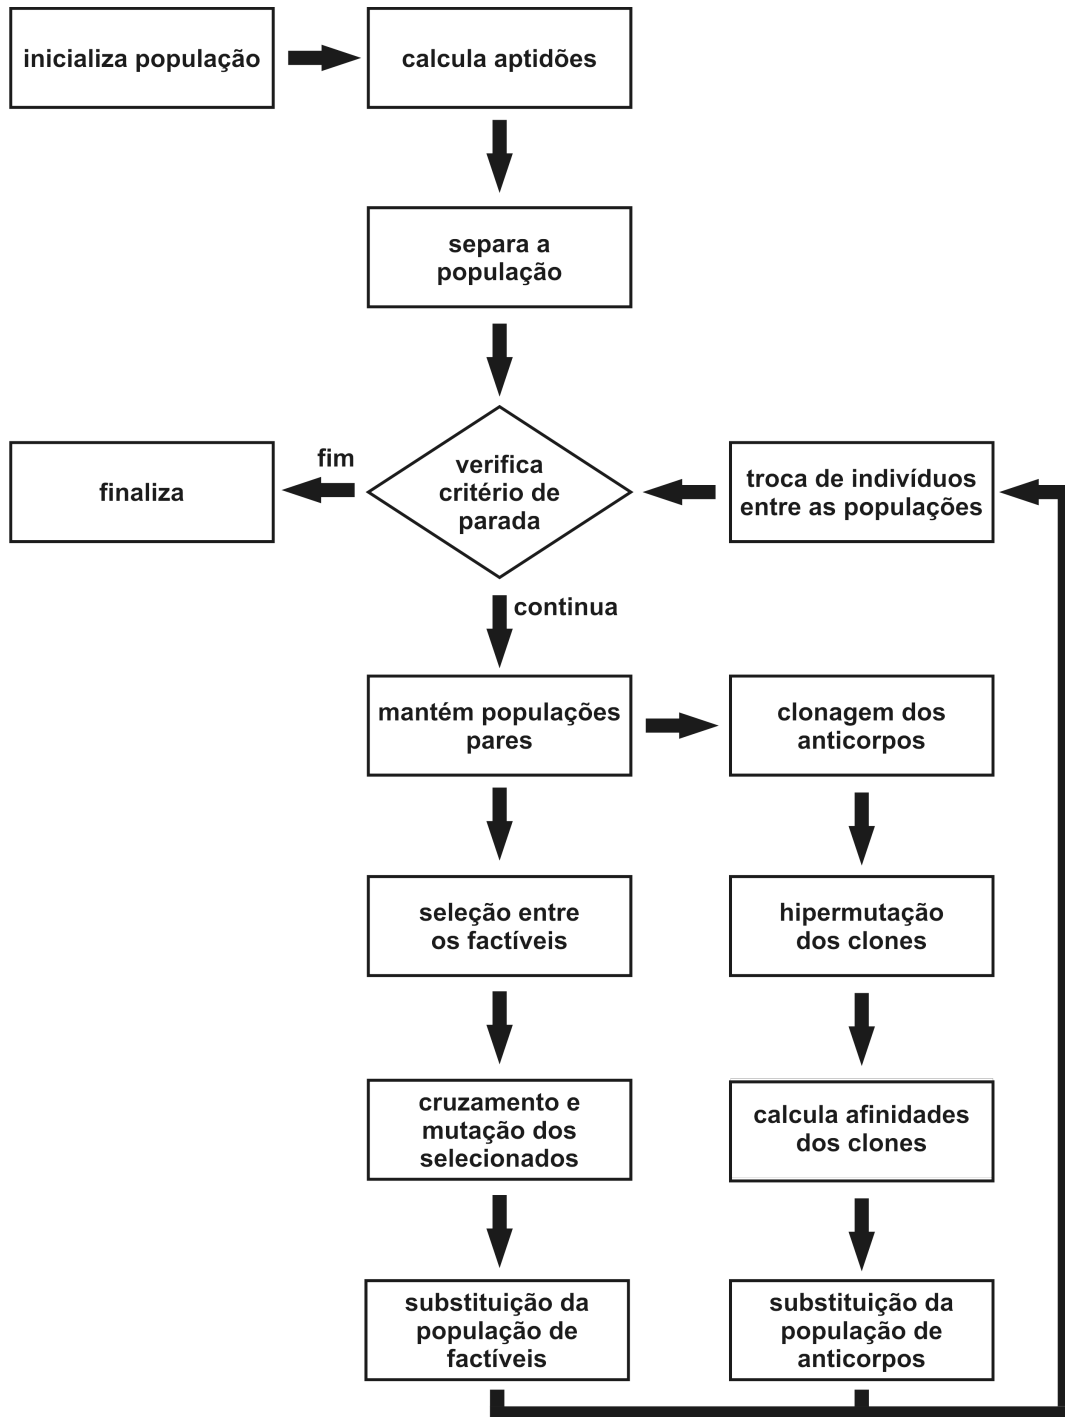 inicializa população
calcula aptidões
separa a
população
verifica
critério de
parada
fim
finaliza
troca de indivíduos
entre as populações
continua
mantém populações
pares
clonagem dos
anticorpos
seleção entre
os factíveis
hipermutação
dos clones
cruzamento e
mutação dos
selecionados
calcula afinidades
dos clones
substituição da
população de
factíveis
substituição da
população de
anticorpos